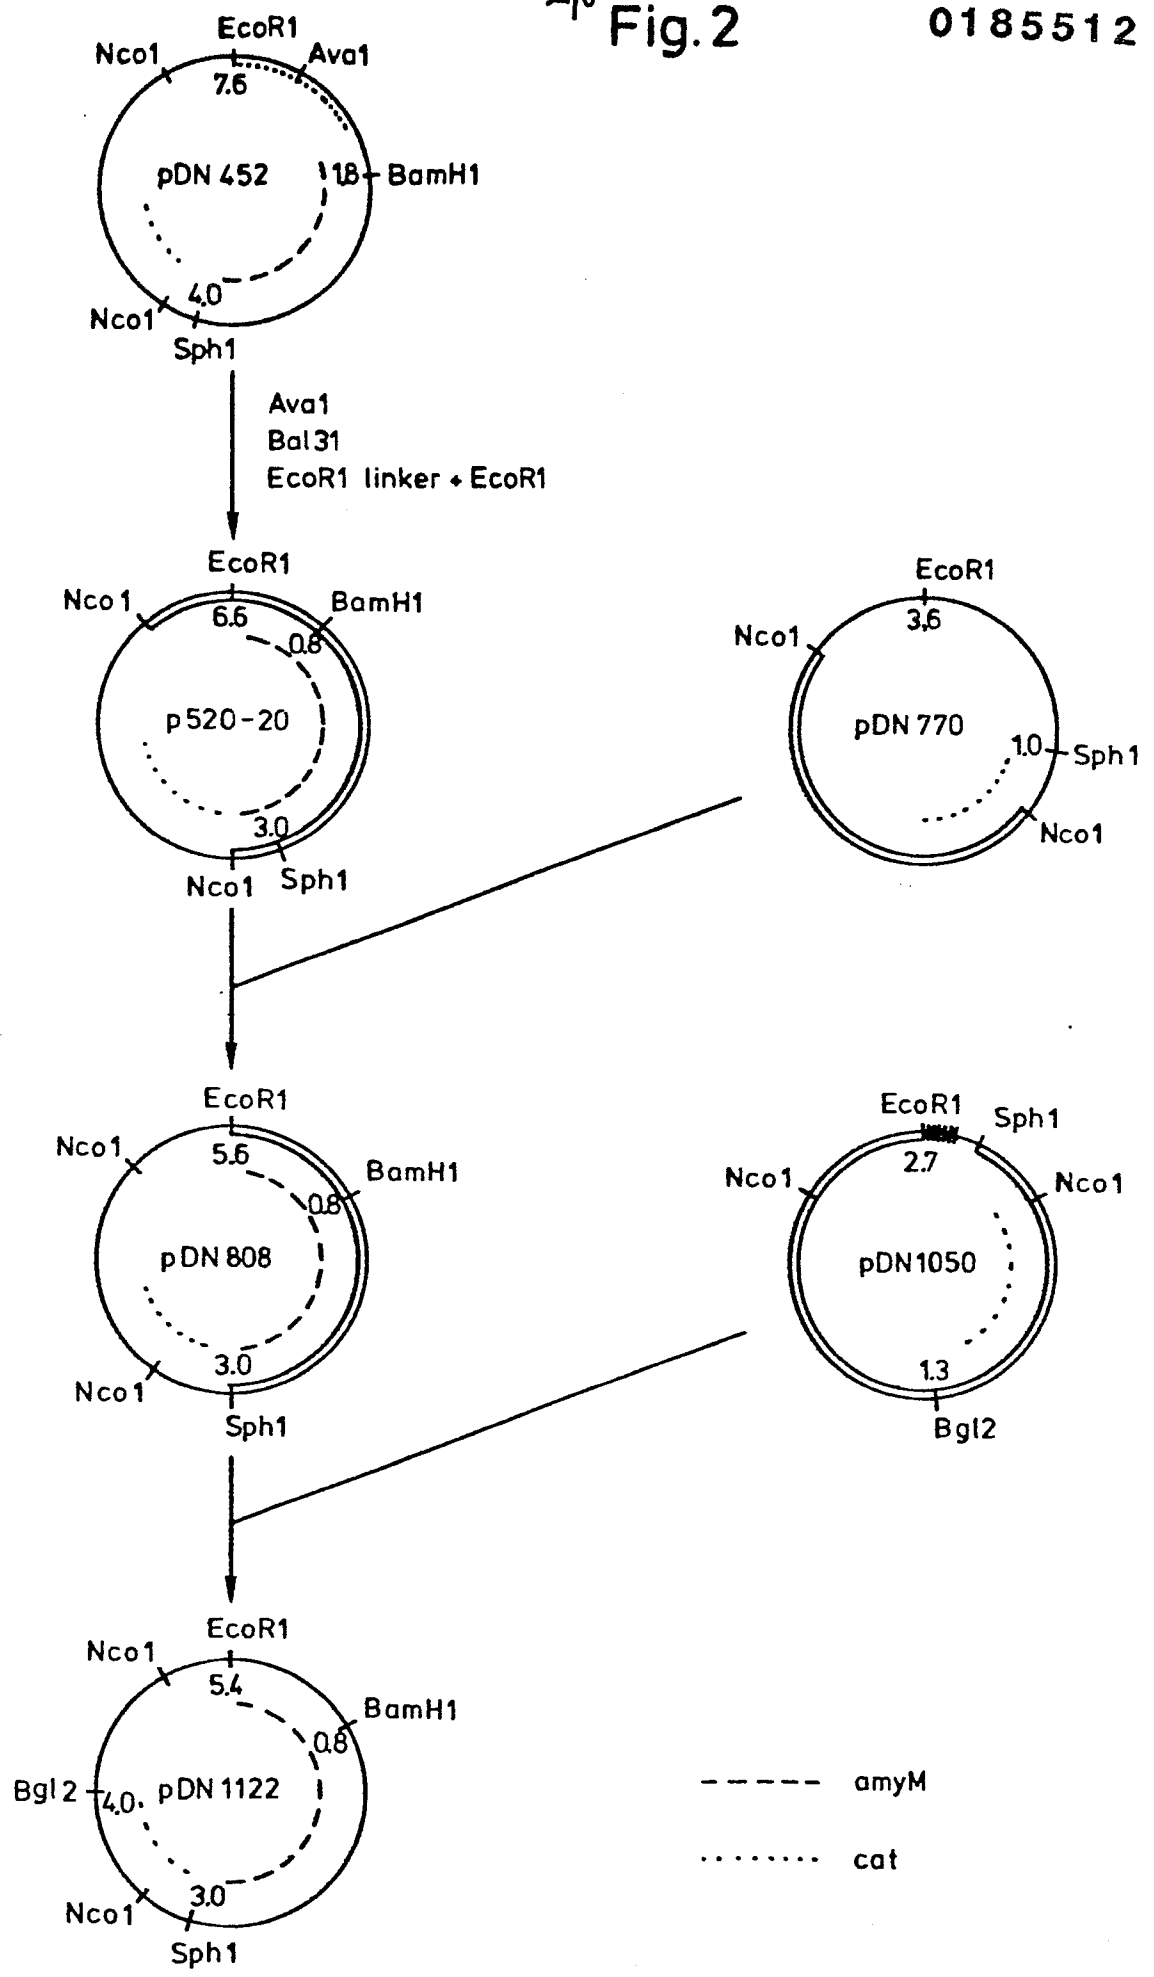 Fig. 2
0185512
EcoR1
Nco1
Ava1
7.6
pDN 452
1.8
BamH1
4.0
Nco1
Sph1
Ava1
Bal31
EcoR1 linker + EcoR1
EcoR1
Nco1
BamH1
6.6
0.8
p520-20
3.0
Nco1
Sph1
EcoR1
3.6
Nco1
pDN 770
1.0
Sph1
Nco1
EcoR1
Nco1
5.6
BamH1
0.8
pDN 808
3.0
Nco1
Sph1
EcoR1
Sph1
2.7
Nco1
Nco1
pDN1050
1.3
Bgl2
EcoR1
Nco1
5.4
BamH1
0.8
Bgl2
4.0
pDN 1122
3.0
Nco1
Sph1
amyM
cat